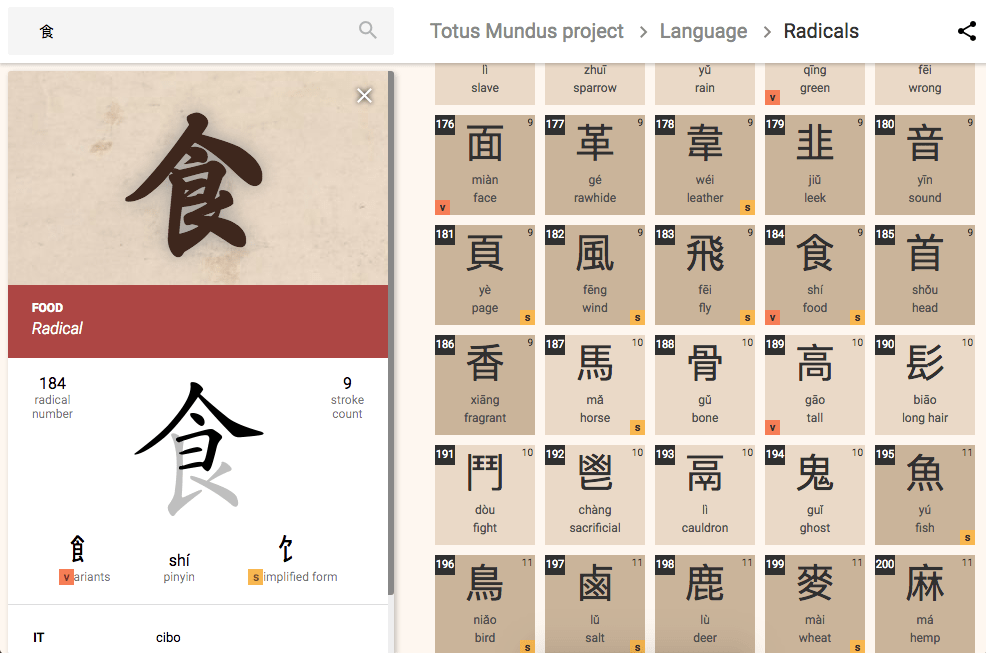 食
Totus Mundus project > Language > Radicals
食
FOOD
Radical
184
radical
number
9
stroke
count
食
飠
variants
shí
pinyin
饣
simplified form
IT cibo
lì
slave
zhuī
sparrow
yǔ
rain
qīng
green
v
fēi
wrong
176 9
面
miàn
face
v
177 9
革
gé
rawhide
178 9
韋
wéi
leather
s
179 9
韭
jiǔ
leek
180 9
音
yīn
sound
181 9
頁
yè
page
s
182 9
風
fēng
wind
s
183 9
飛
fēi
fly
s
184 9
食
shí
food
v s
185 9
首
shǒu
head
186 9
香
xiāng
fragrant
187 10
馬
mǎ
horse
s
188 10
骨
gǔ
bone
189 10
高
gāo
tall
v
190 10
髟
biāo
long hair
191 10
鬥
dòu
fight
192 10
鬯
chàng
sacrificial
193 10
鬲
lì
cauldron
194 10
鬼
guǐ
ghost
195 11
魚
yú
fish
s
196 11
鳥
niǎo
bird
s
197 11
鹵
lǔ
salt
s
198 11
鹿
lù
deer
199 11
麥
mài
wheat
s
200 11
麻
má
hemp